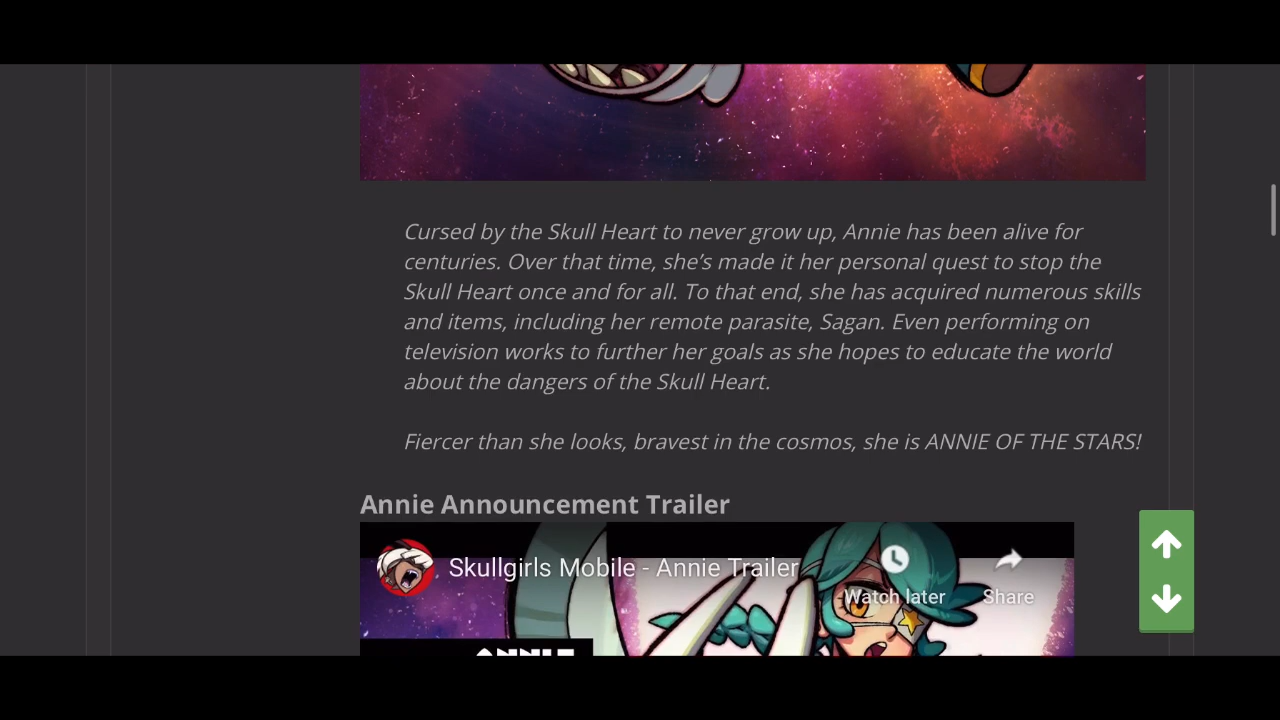 Cursed by the Skull Heart to never grow up, Annie has been alive for
centuries. Over that time, she’s made it her personal quest to stop the
Skull Heart once and for all. To that end, she has acquired numerous skills
and items, including her remote parasite, Sagan. Even performing on
television works to further her goals as she hopes to educate the world
about the dangers of the Skull Heart.
Fiercer than she looks, bravest in the cosmos, she is ANNIE OF THE STARS!
Annie Announcement Trailer
Skullgirls Mobile - Annie Trailer
Watch later
Share
ANNIE